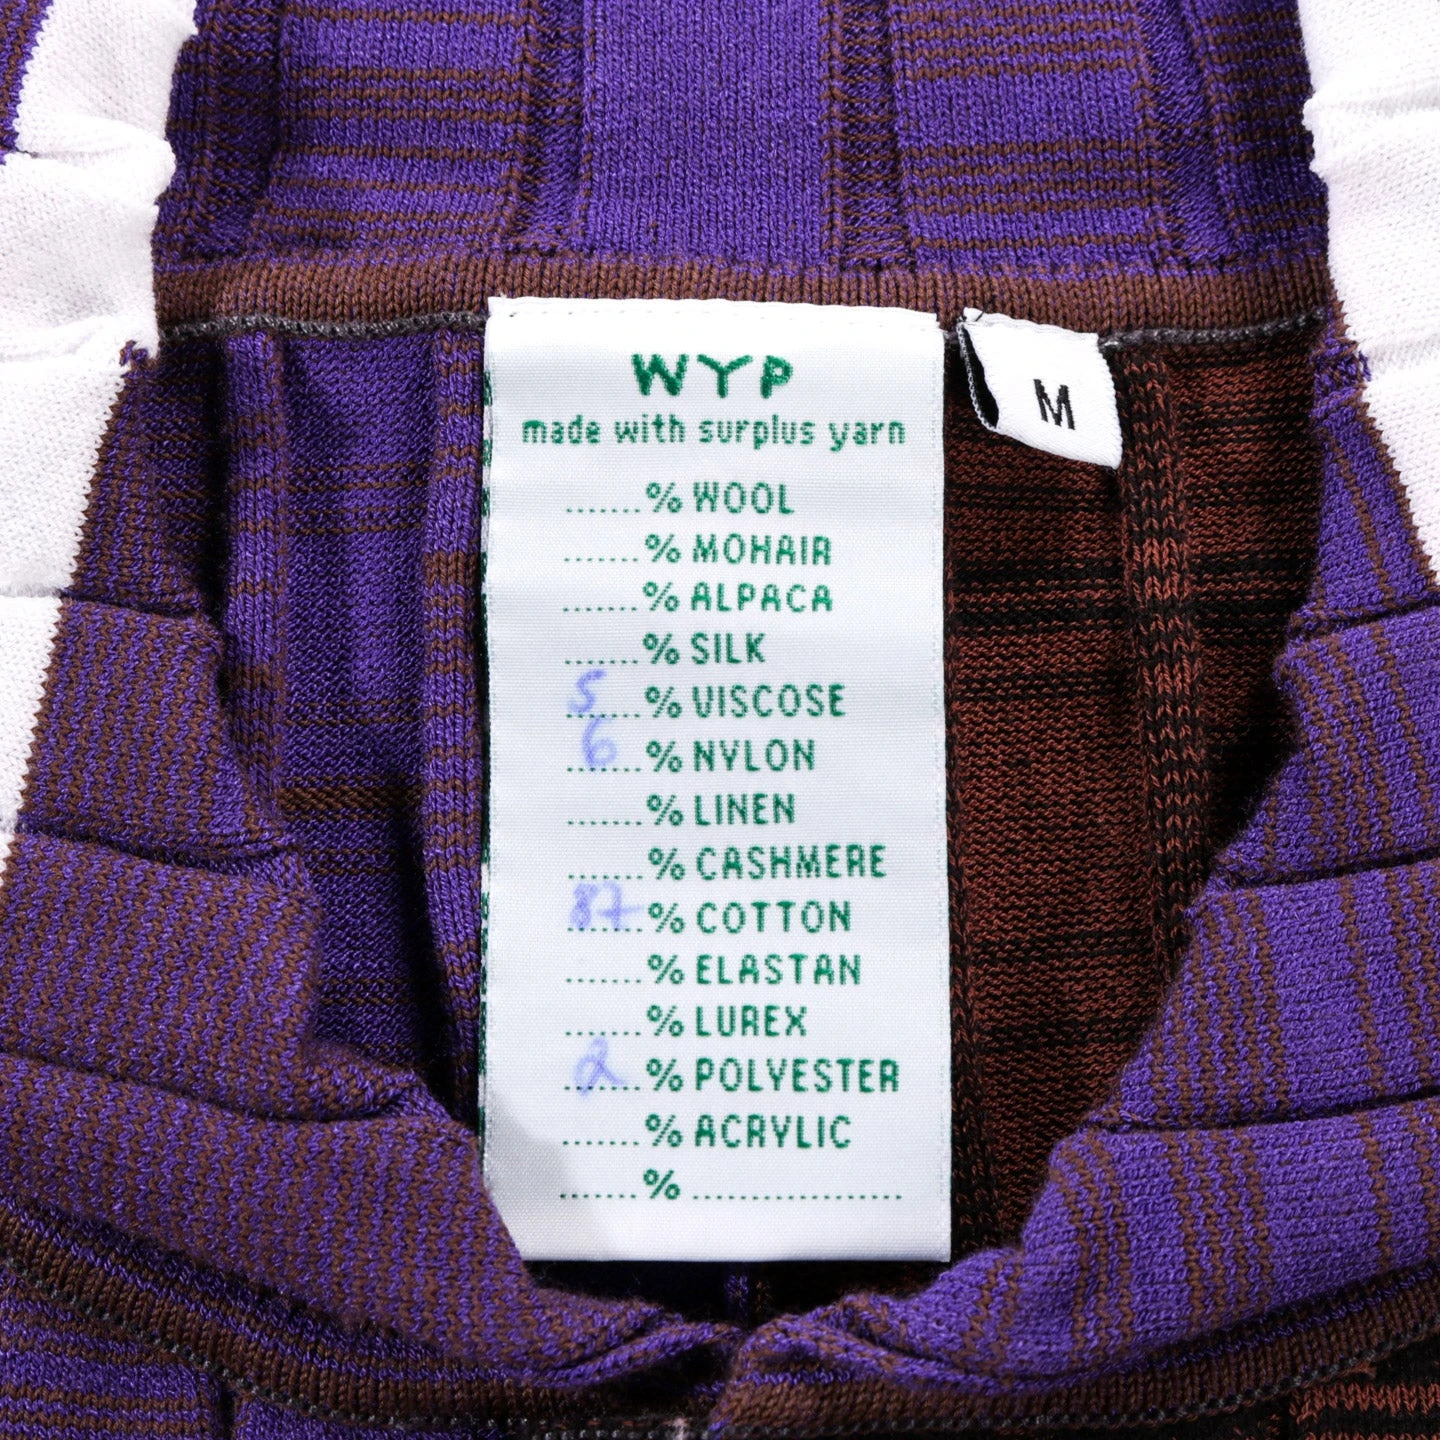 WYP
made with surplus yarn
.......% WOOL
.......% MOHAIR
.......% ALPACA
.......% SILK
5% VISCOSE
6% NYLON
.......% LINEN
.......% CASHMERE
87% COTTON
.......% ELASTAN
.......% LUREX
2% POLYESTER
.......% ACRYLIC
.......% ...................
M